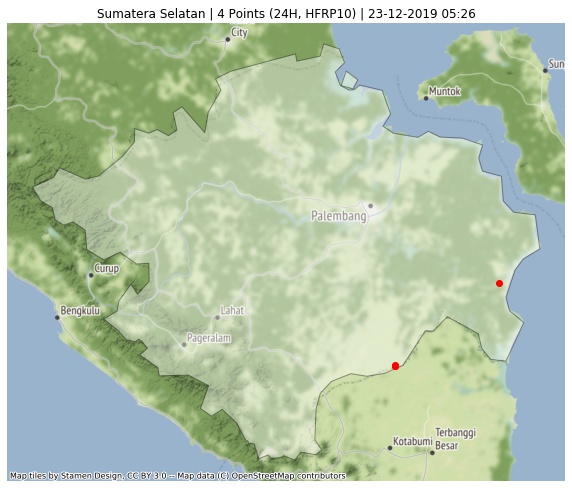 Sumatera Selatan | 4 Points (24H, HFRP10) | 23-12-2019 05:26
City
Sun
Muntok
Palembang
Curup
Bengkulu
Lahat
Pageralam
Terbanggi
Besar
Kotabumi
Map tiles by Stamen Design, CC BY 3.0 -- Map data (C) OpenStreetMap contributors